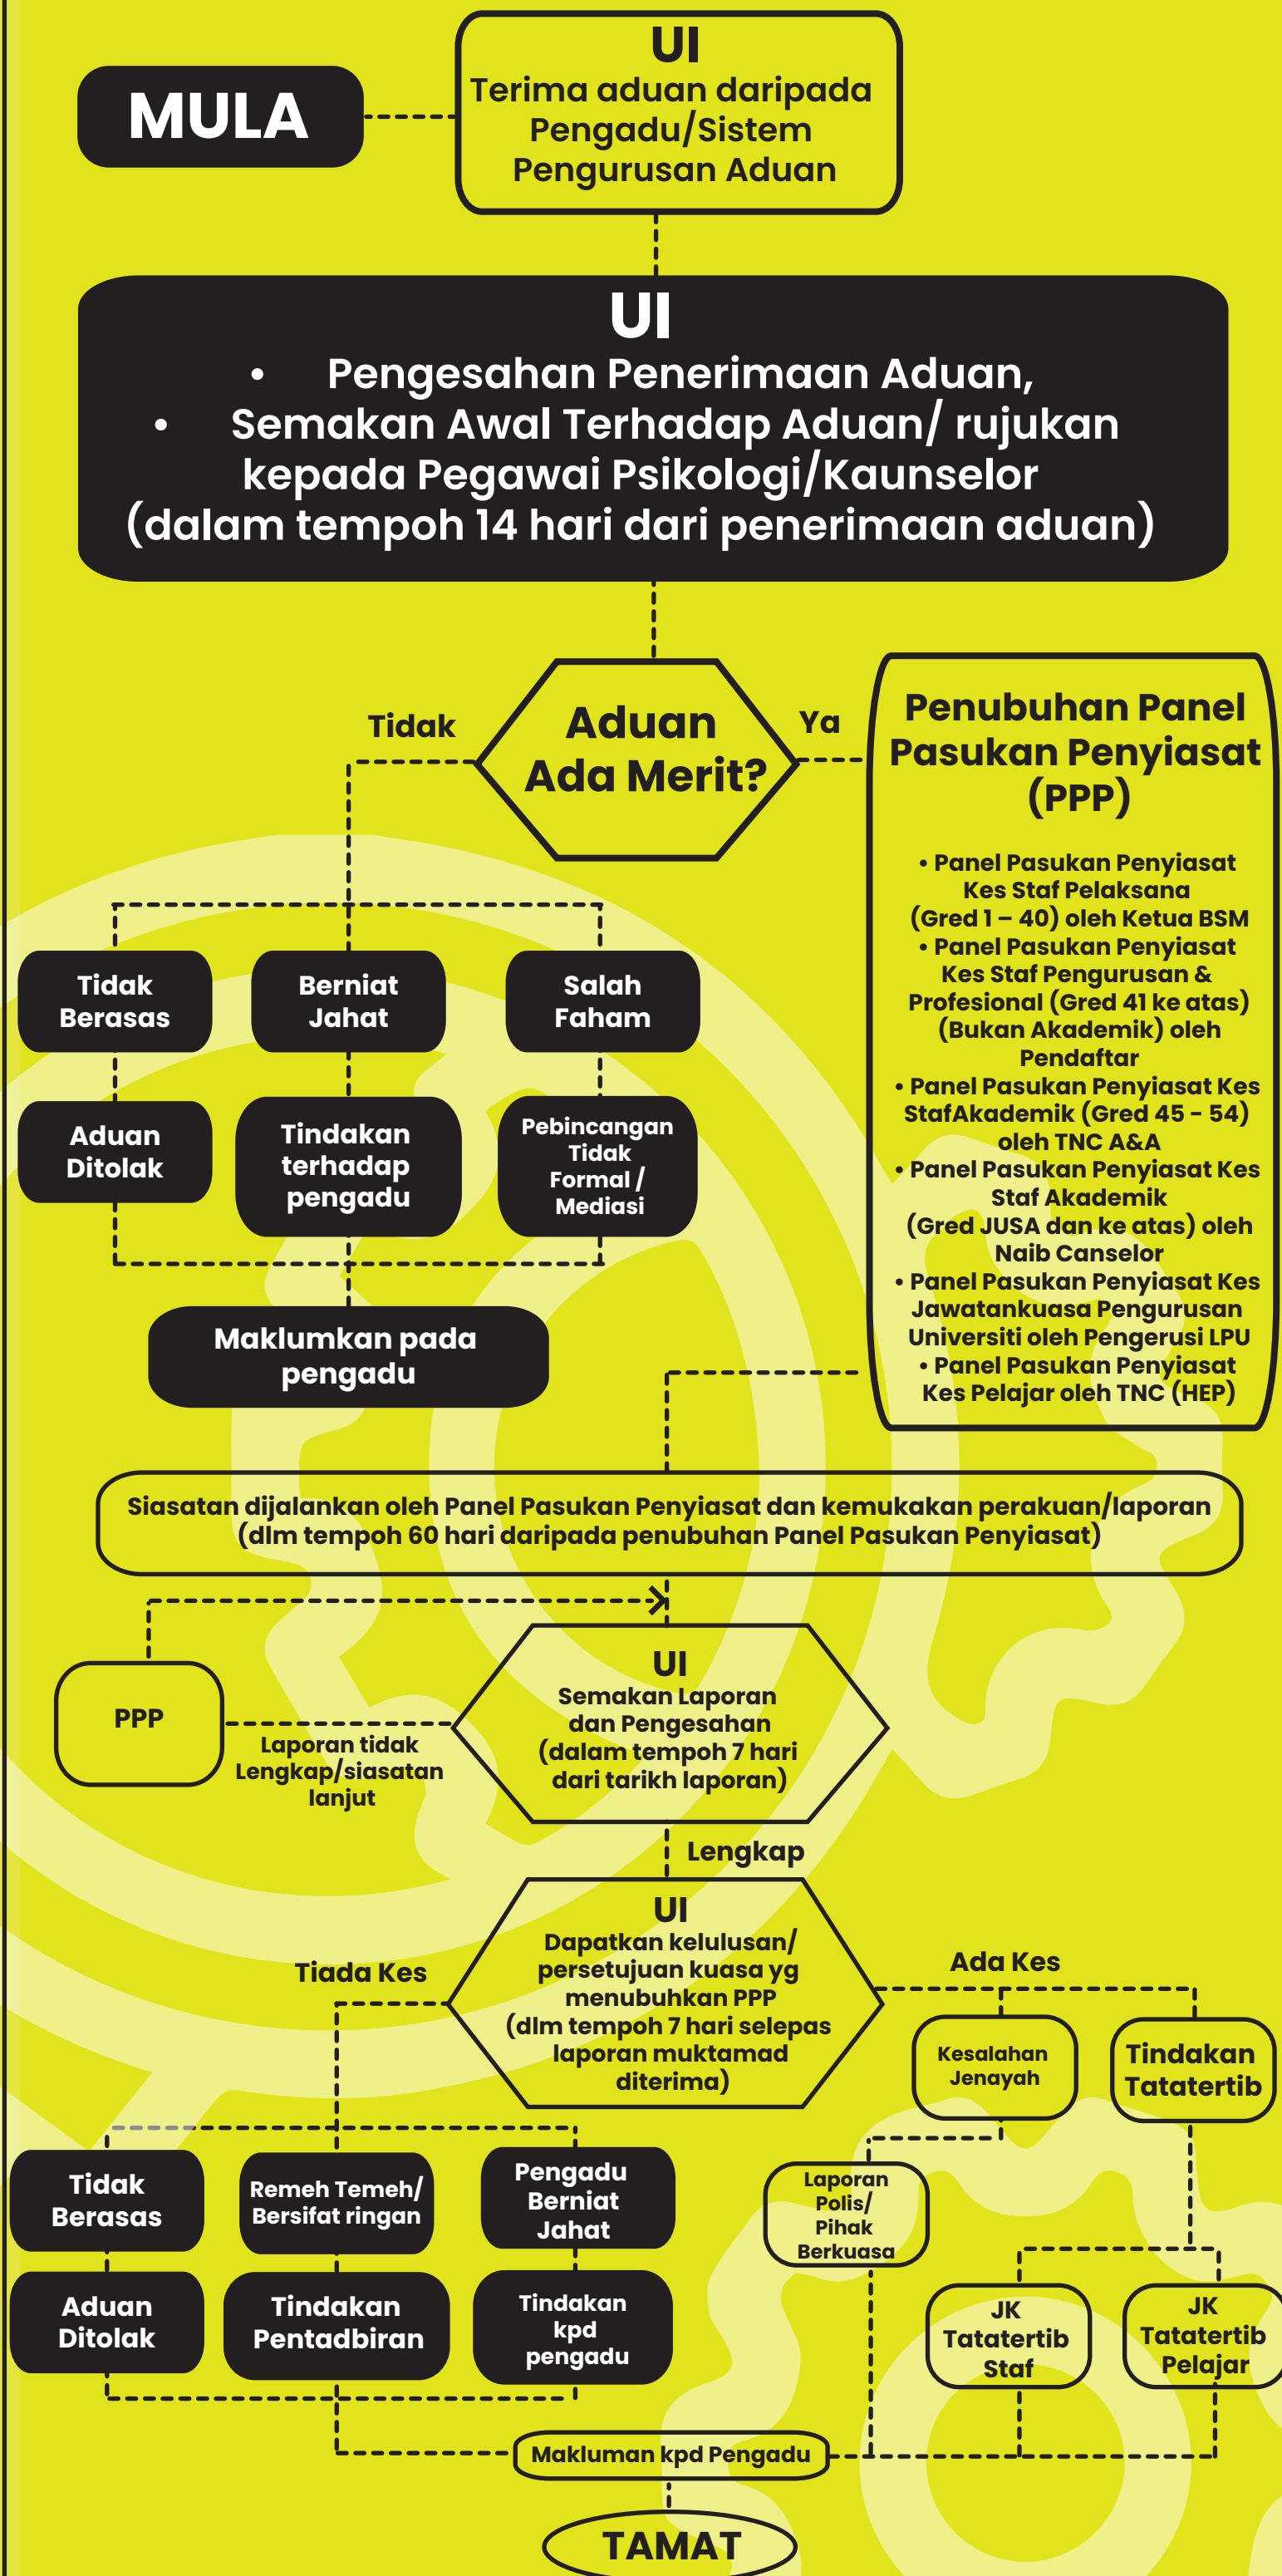 MULA
UI
Terima aduan daripada
Pengadu/Sistem
Pengurusan Aduan
UI
• Pengesahan Penerimaan Aduan,
• Semakan Awal Terhadap Aduan/ rujukan
kepada Pegawai Psikologi/Kaunselor
(dalam tempoh 14 hari dari penerimaan aduan)
Tidak
Aduan
Ada Merit?
Ya
Penubuhan Panel
Pasukan Penyiasat
(PPP)
• Panel Pasukan Penyiasat
Kes Staf Pelaksana
(Gred 1 – 40) oleh Ketua BSM
• Panel Pasukan Penyiasat
Kes Staf Pengurusan &
Profesional (Gred 41 ke atas)
(Bukan Akademik) oleh
Pendaftar
• Panel Pasukan Penyiasat Kes
StafAkademik (Gred 45 - 54)
oleh TNC A&A
• Panel Pasukan Penyiasat Kes
Staf Akademik
(Gred JUSA dan ke atas) oleh
Naib Canselor
• Panel Pasukan Penyiasat Kes
Jawatankuasa Pengurusan
Universiti oleh Pengerusi LPU
• Panel Pasukan Penyiasat
Kes Pelajar oleh TNC (HEP)
Tidak
Berasas
Berniat
Jahat
Salah
Faham
Aduan
Ditolak
Tindakan
terhadap
pengadu
Pebincangan
Tidak
Formal /
Mediasi
Maklumkan pada
pengadu
Siasatan dijalankan oleh Panel Pasukan Penyiasat dan kemukakan perakuan/laporan
(dlm tempoh 60 hari daripada penubuhan Panel Pasukan Penyiasat)
PPP
Laporan tidak
Lengkap/siasatan
lanjut
UI
Semakan Laporan
dan Pengesahan
(dalam tempoh 7 hari
dari tarikh laporan)
Lengkap
UI
Dapatkan kelulusan/
persetujuan kuasa yg
menubuhkan PPP
(dlm tempoh 7 hari selepas
laporan muktamad
diterima)
Tiada Kes
Ada Kes
Kesalahan
Jenayah
Tindakan
Tatatertib
Tidak
Berasas
Remeh Temeh/
Bersifat ringan
Pengadu
Berniat
Jahat
Laporan
Polis/
Pihak
Berkuasa
Aduan
Ditolak
Tindakan
Pentadbiran
Tindakan
kpd
pengadu
JK
Tatatertib
Staf
JK
Tatatertib
Pelajar
Makluman kpd Pengadu
TAMAT